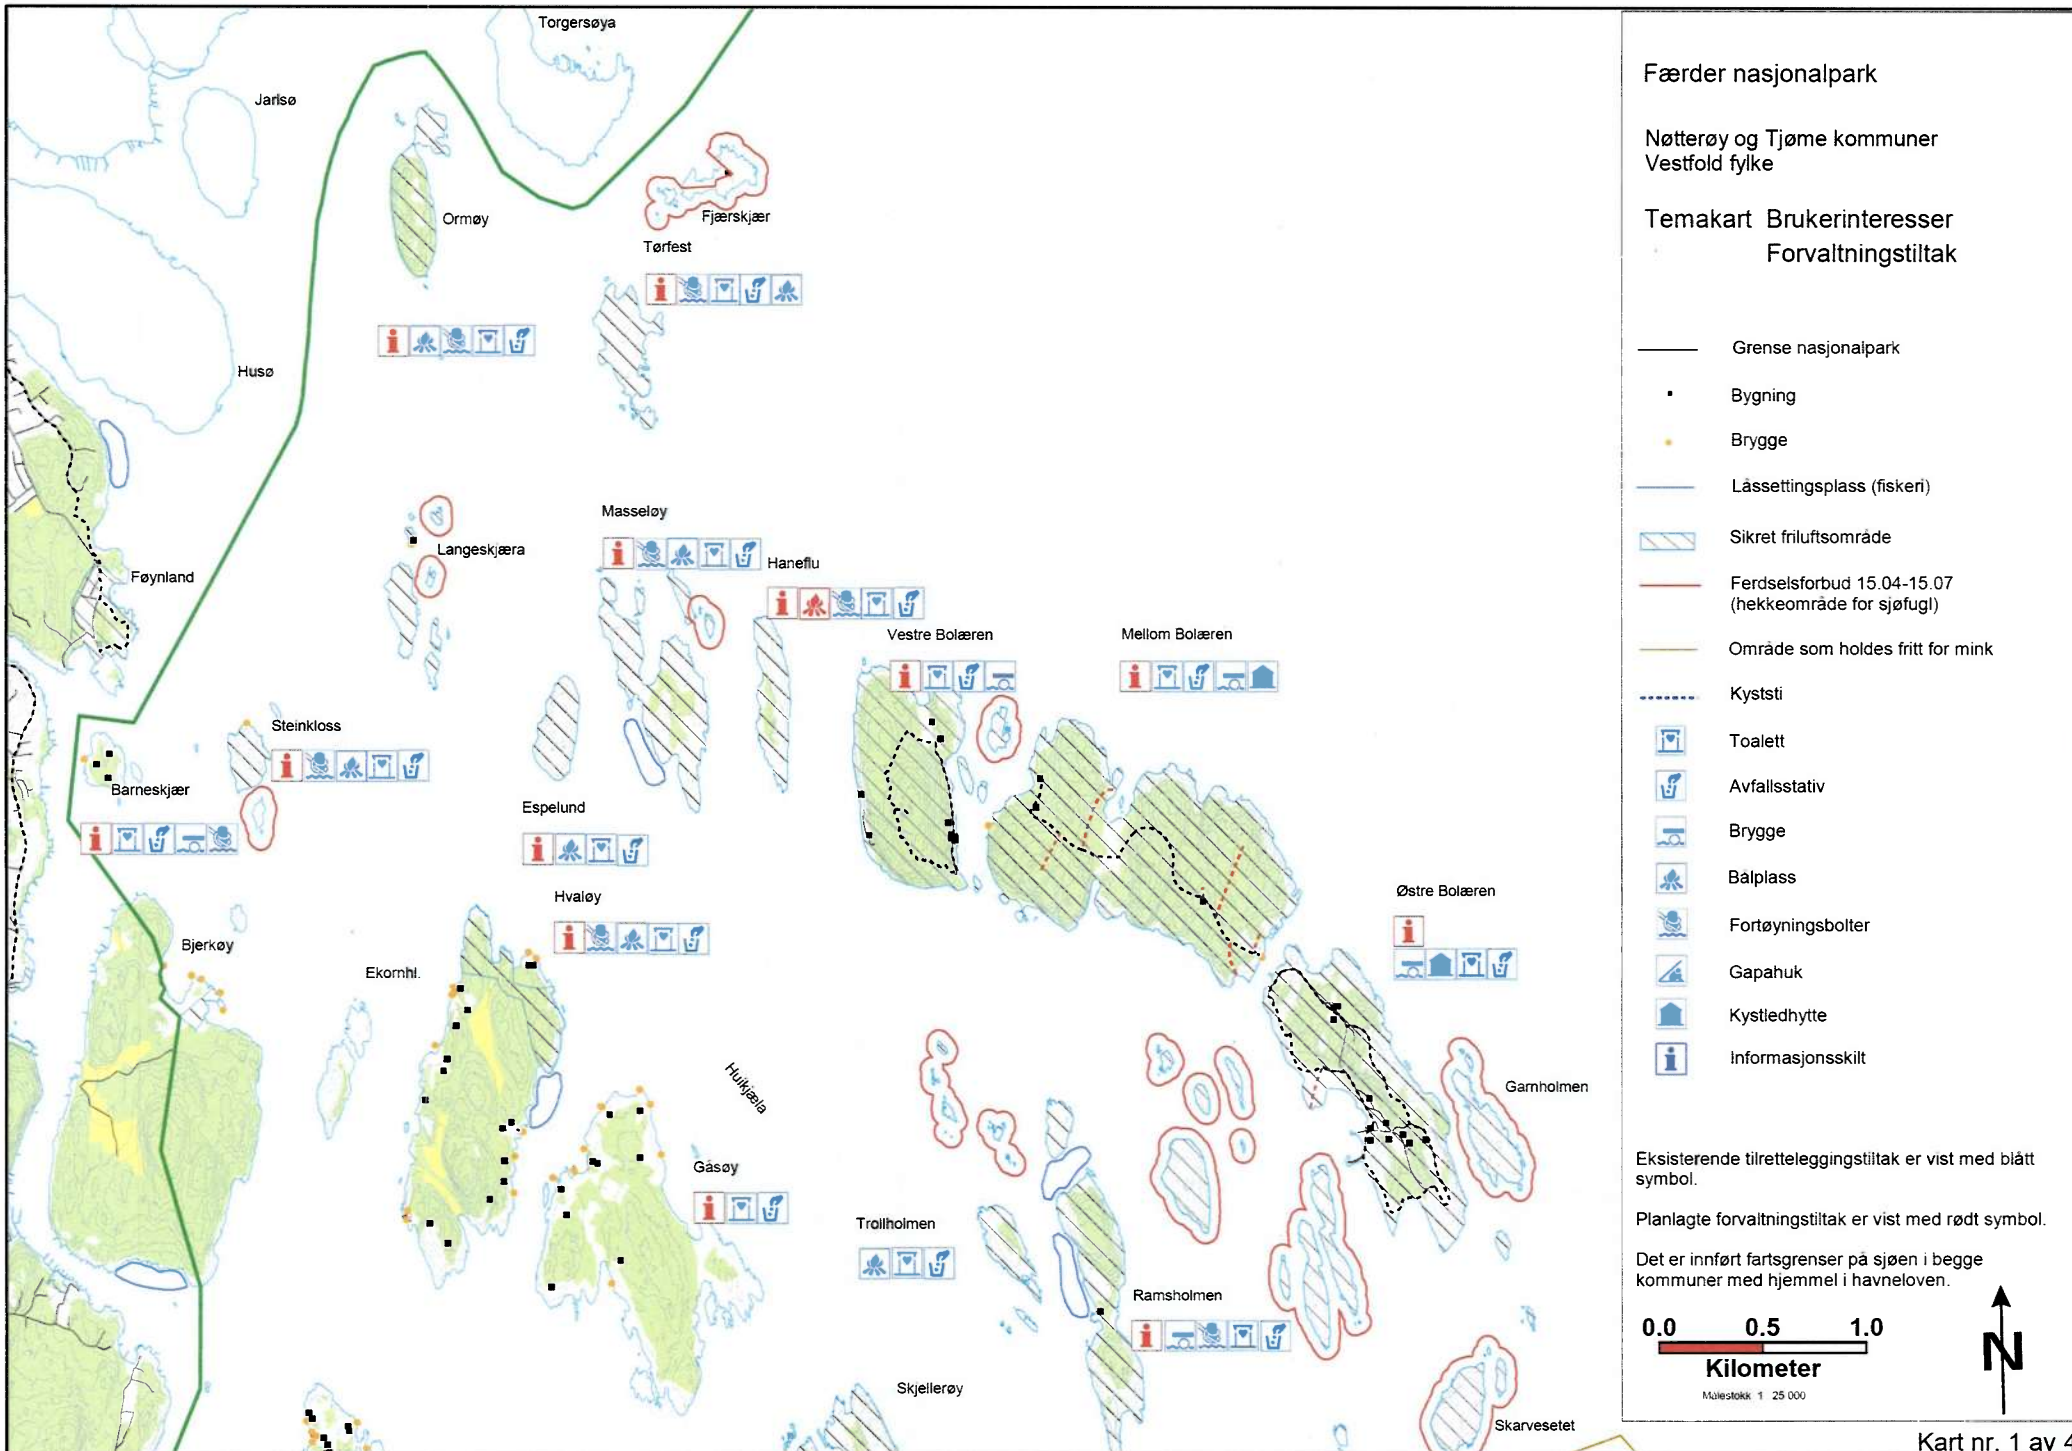 Torgersøya
Jarlsø
Ormøy
Fjærskjær
Tørfest
Husø
Masseløy
Langeskjæra
Haneflu
Føynland
Vestre Bolæren
Mellom Bolæren
Steinkloss
Barneskjær
Espelund
Østre Bolæren
Hvaløy
Bjerkøy
Ekornhl.
Huikjæla
Garnholmen
Gåsøy
Trollholmen
Ramsholmen
Skjellerøy
Skarvesetet
Færder nasjonalpark
Nøtterøy og Tjøme kommuner
Vestfold fylke
Temakart Brukerinteresser
Forvaltningstiltak
Grense nasjonalpark
Bygning
Brygge
Låssettingsplass (fiskeri)
Sikret friluftsområde
Ferdselsforbud 15.04-15.07
(hekkeområde for sjøfugl)
Område som holdes fritt for mink
Kyststi
Toalett
Avfallsstativ
Brygge
Bålplass
Fortøyningsbolter
Gapahuk
Kystledhytte
Informasjonsskilt
Eksisterende tilretteleggingstiltak er vist med blått
symbol.
Planlagte forvaltningstiltak er vist med rødt symbol.
Det er innført fartsgrenser på sjøen i begge
kommuner med hjemmel i havneloven.
0.0 0.5 1.0
Kilometer
Målestokk 1 25 000
N
Kart nr. 1 av 4